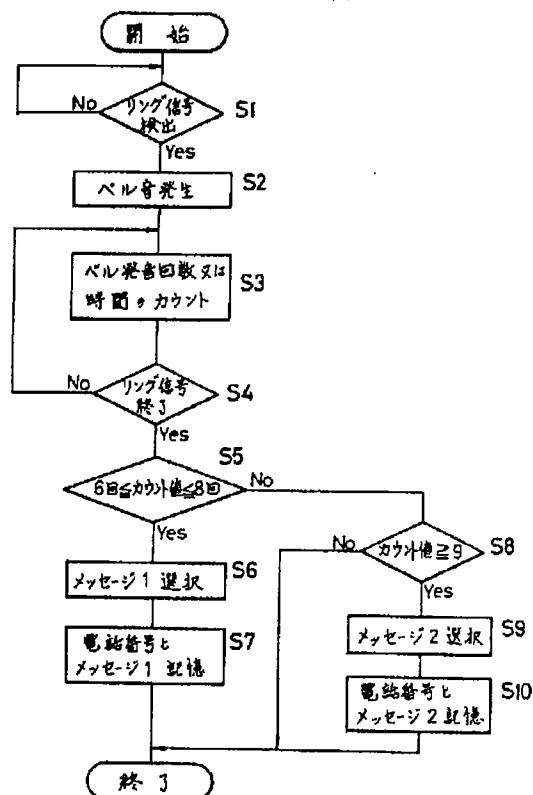 開始
No
リング信号
検出
S1
Yes
ベル音発生
S2
ベル発音回数又は
時間のカウント
S3
No
リング信号
終了
S4
Yes
S5
6回≦カウント値≦8回
No
Yes
No
カウント値≧9
S8
Yes
メッセージ1選択
S6
メッセージ2選択
S9
電話番号と
メッセージ1記憶
S7
電話番号と
メッセージ2記憶
S10
終了